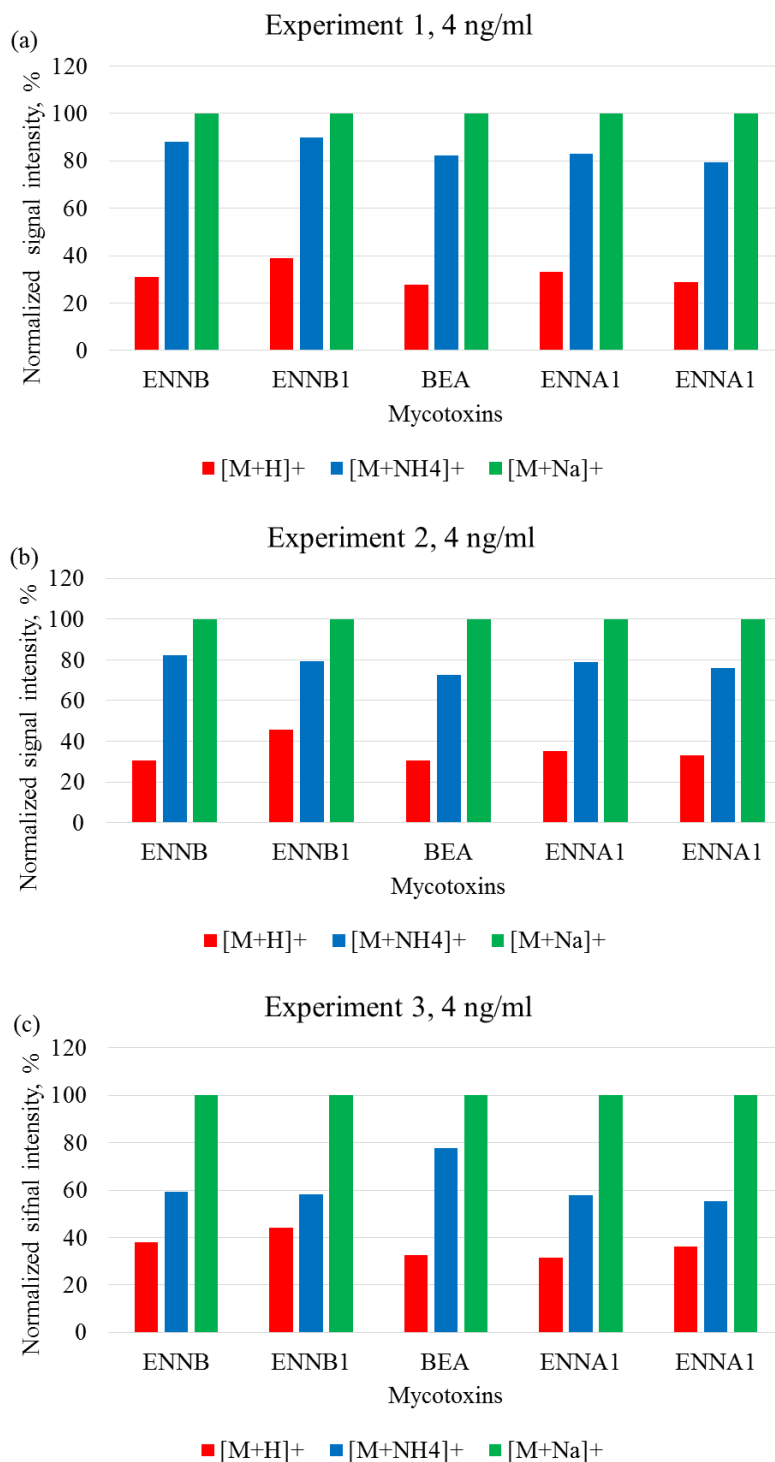 (a)
Experiment 1, 4 ng/ml
Normalized signal intensity, %
120
100
80
60
40
20
0
ENNB ENNB1 BEA ENNA1 ENNA1
Mycotoxins
[M+H]+ [M+NH4]+ [M+Na]+
(b)
Experiment 2, 4 ng/ml
Normalized signal intensity, %
120
100
80
60
40
20
0
ENNB ENNB1 BEA ENNA1 ENNA1
Mycotoxins
[M+H]+ [M+NH4]+ [M+Na]+
(c)
Experiment 3, 4 ng/ml
Normalized sifnal intensity, %
120
100
80
60
40
20
0
ENNB ENNB1 BEA ENNA1 ENNA1
Mycotoxins
[M+H]+ [M+NH4]+ [M+Na]+